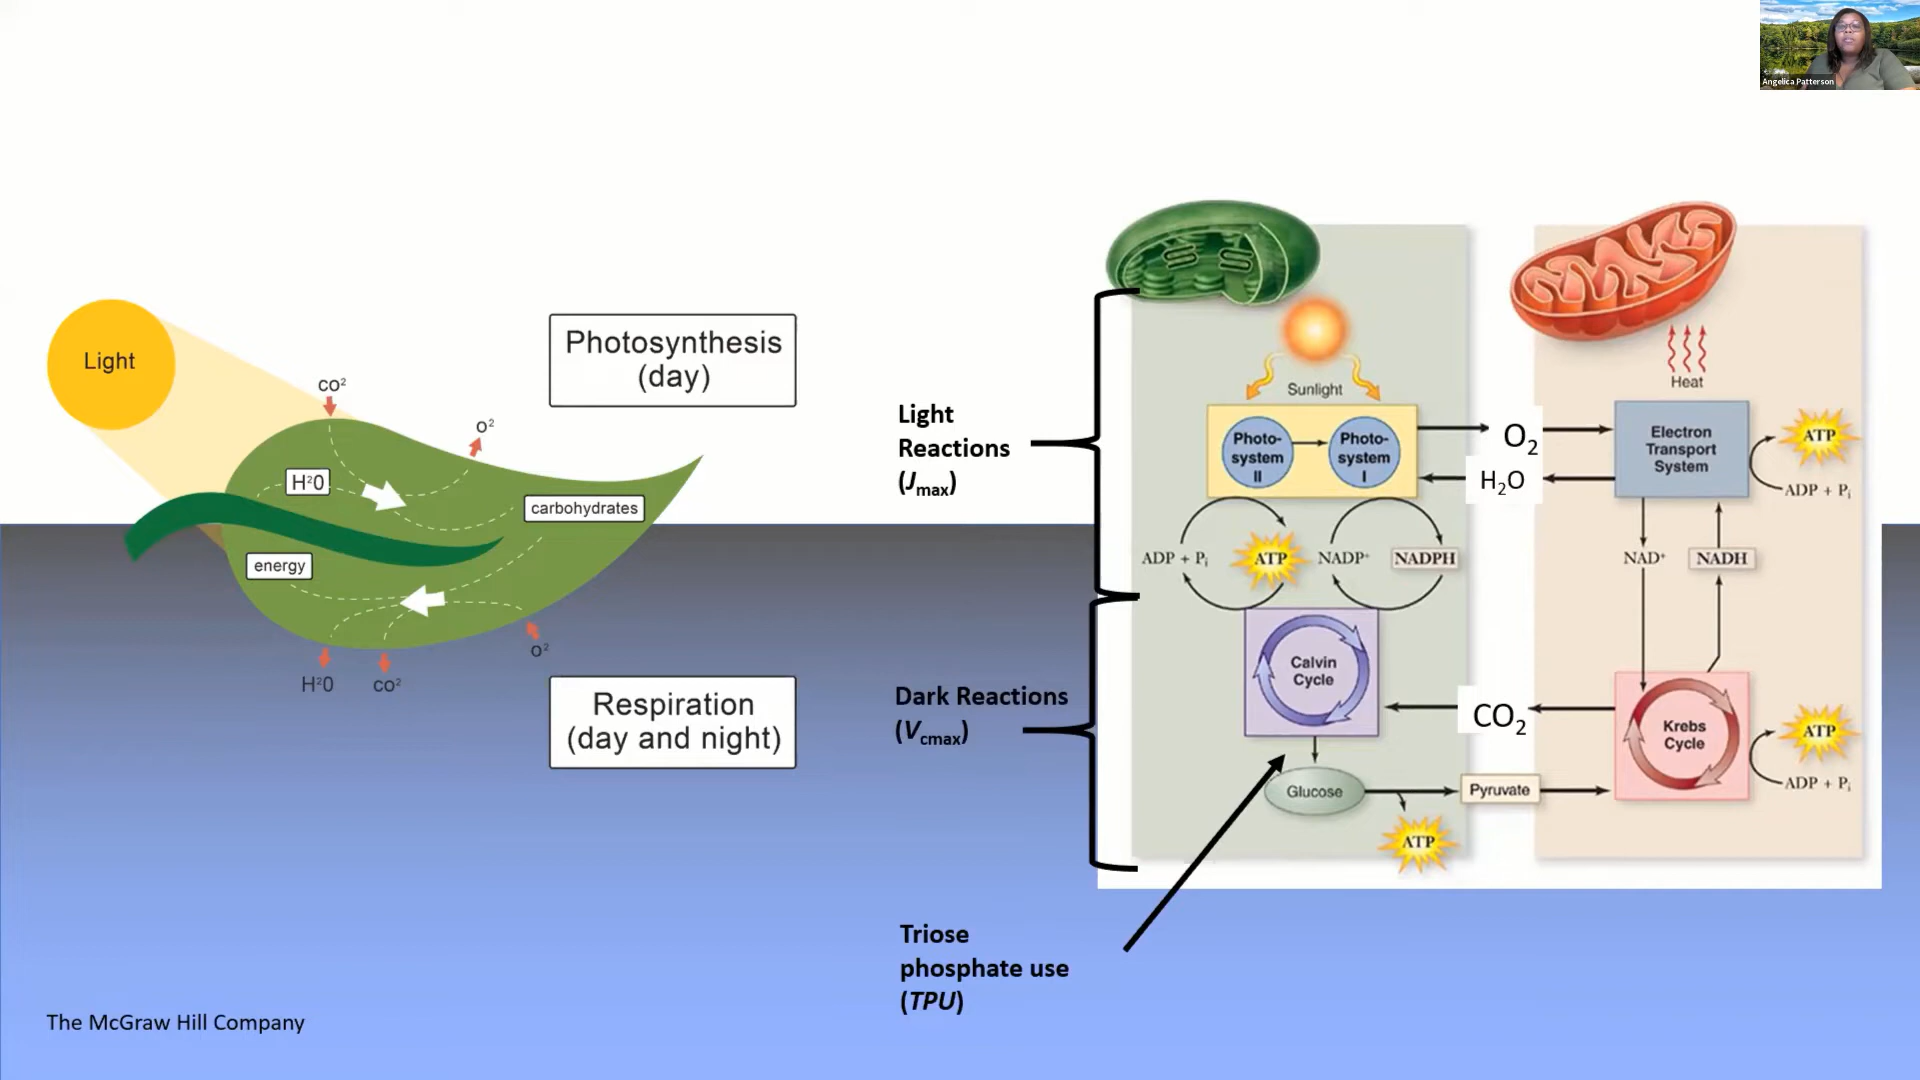 Angelica Patterson
Light
co²
o²
H²0
carbohydrates
energy
H²0
co²
o²
Photosynthesis
(day)
Respiration
(day and night)
The McGraw Hill Company
Light
Reactions
(Jmax)
Dark Reactions
(Vcmax)
Triose
phosphate use
(TPU)
Sunlight
Photo-
system
II
Photo-
system
I
ADP + Pi
ATP
NADP+
NADPH
Calvin
Cycle
Glucose
ATP
O2
H2O
CO2
Pyruvate
Heat
Electron
Transport
System
ATP
ADP + Pi
NAD+
NADH
Krebs
Cycle
ATP
ADP + Pi